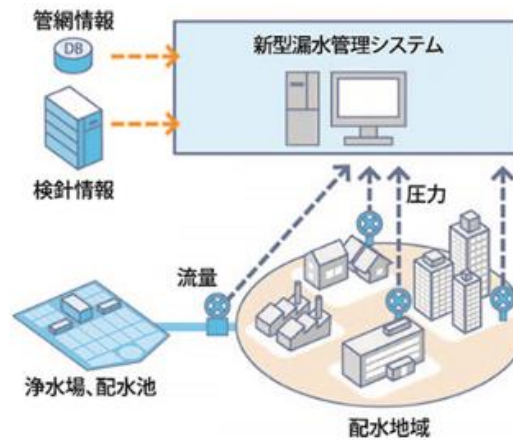 管網情報
DB
新型漏水管理システム
検針情報
圧力
流量
浄水場、配水池
配水地域